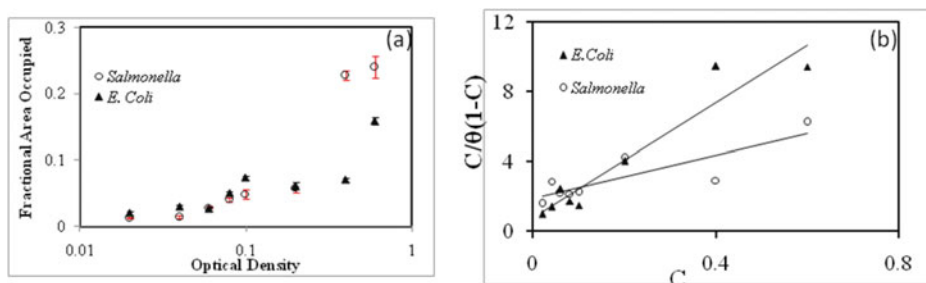 0.3
(a)
Fractional Area Occupied
Salmonella
E. Coli
0.2
0.1
0
0.01
0.1
1
Optical Density
12
(b)
E.Coli
Salmonella
C/θ(1-C)
8
4
0
0
0.4
0.8
C